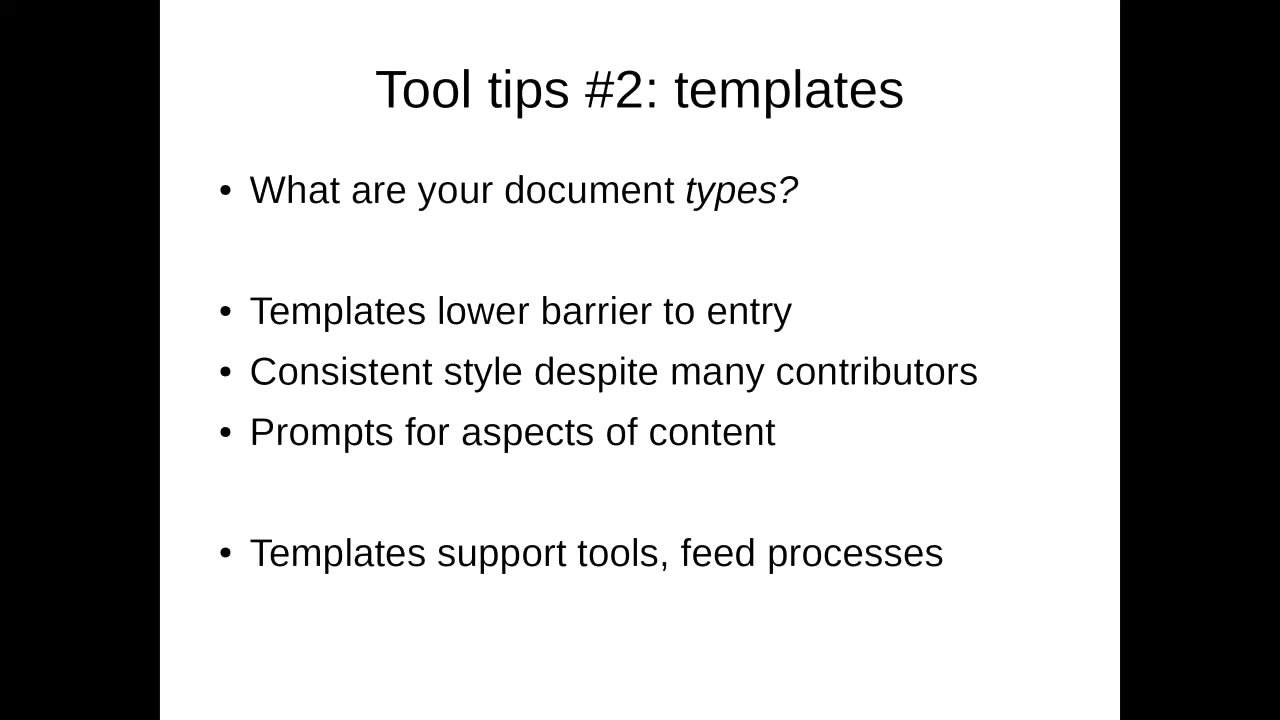 Tool tips #2: templates
• What are your document types?
• Templates lower barrier to entry
• Consistent style despite many contributors
• Prompts for aspects of content
• Templates support tools, feed processes